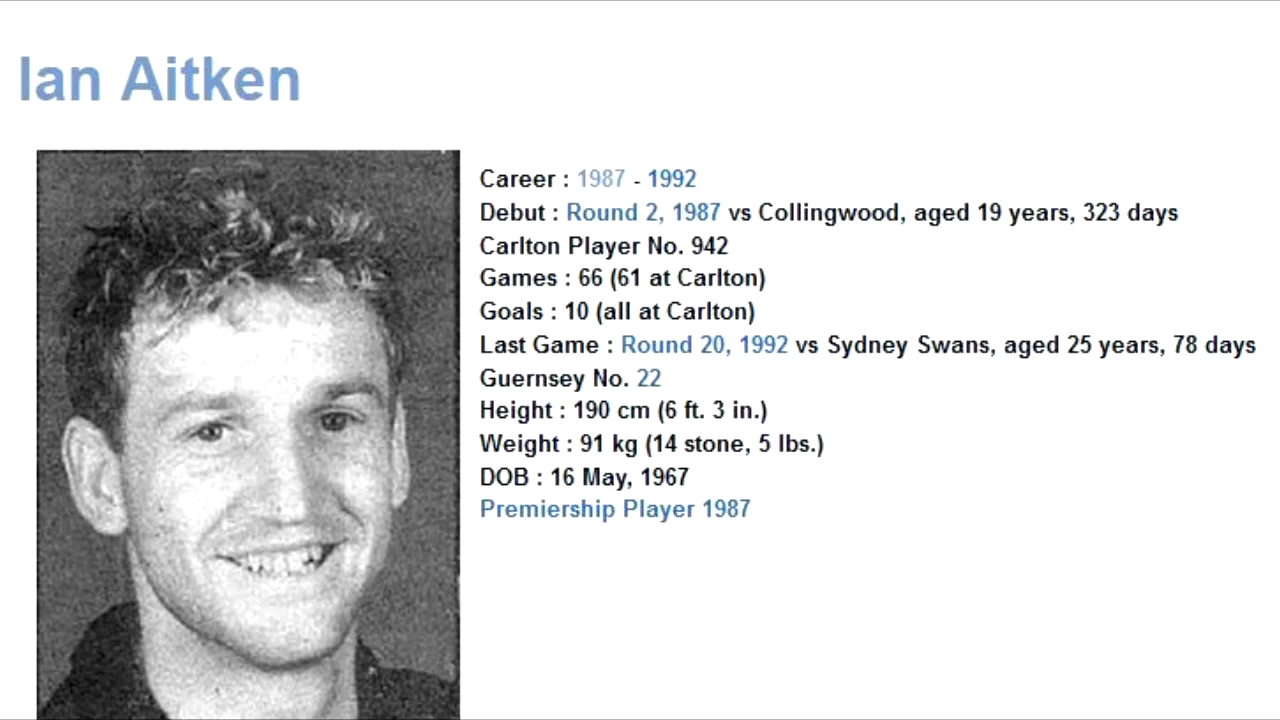 Ian Aitken
Career : 1987 - 1992
Debut : Round 2, 1987 vs Collingwood, aged 19 years, 323 days
Carlton Player No. 942
Games : 66 (61 at Carlton)
Goals : 10 (all at Carlton)
Last Game : Round 20, 1992 vs Sydney Swans, aged 25 years, 78 days
Guernsey No. 22
Height : 190 cm (6 ft. 3 in.)
Weight : 91 kg (14 stone, 5 lbs.)
DOB : 16 May, 1967
Premiership Player 1987